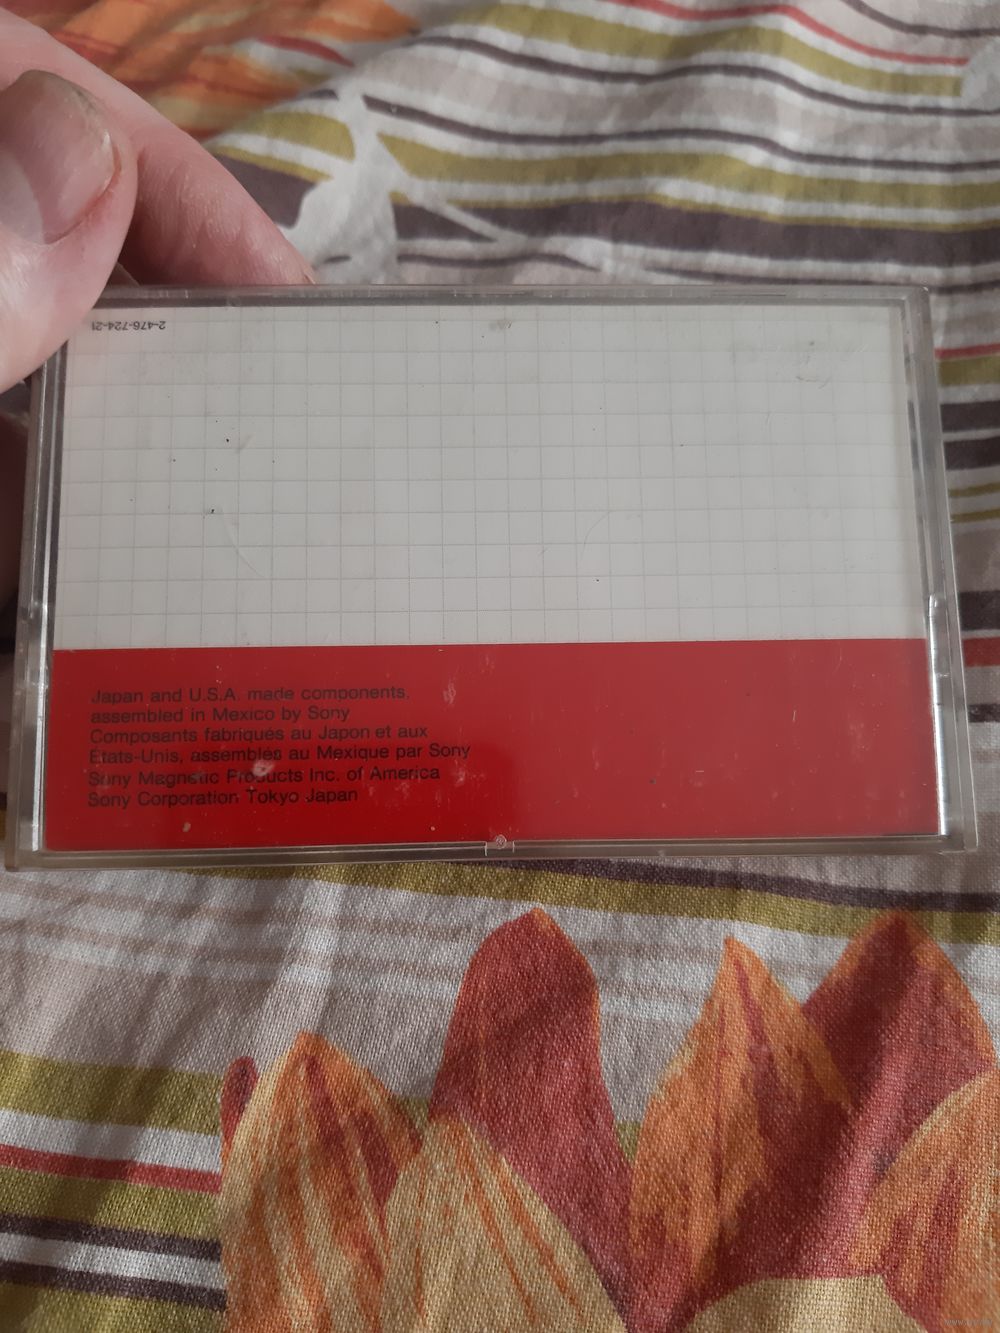 2-476-724-21
Japan and U.S.A. made components,
assembled in Mexico by Sony
Composants fabriqués au Japon et aux
États-Unis, assemblés au Mexique par Sony
Sony Magnetic Products Inc. of America
Sony Corporation Tokyo Japan